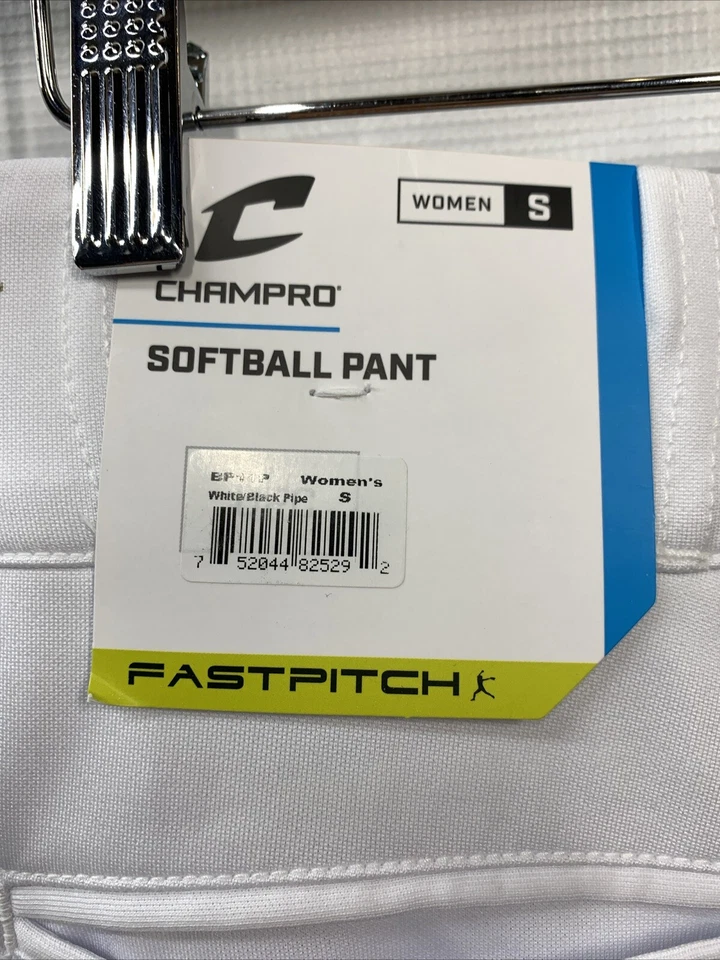 WOMEN S
CHAMPRO®
SOFTBALL PANT
Women's
White/Black Pipe S
7 52044 82529 2
FASTPITCH